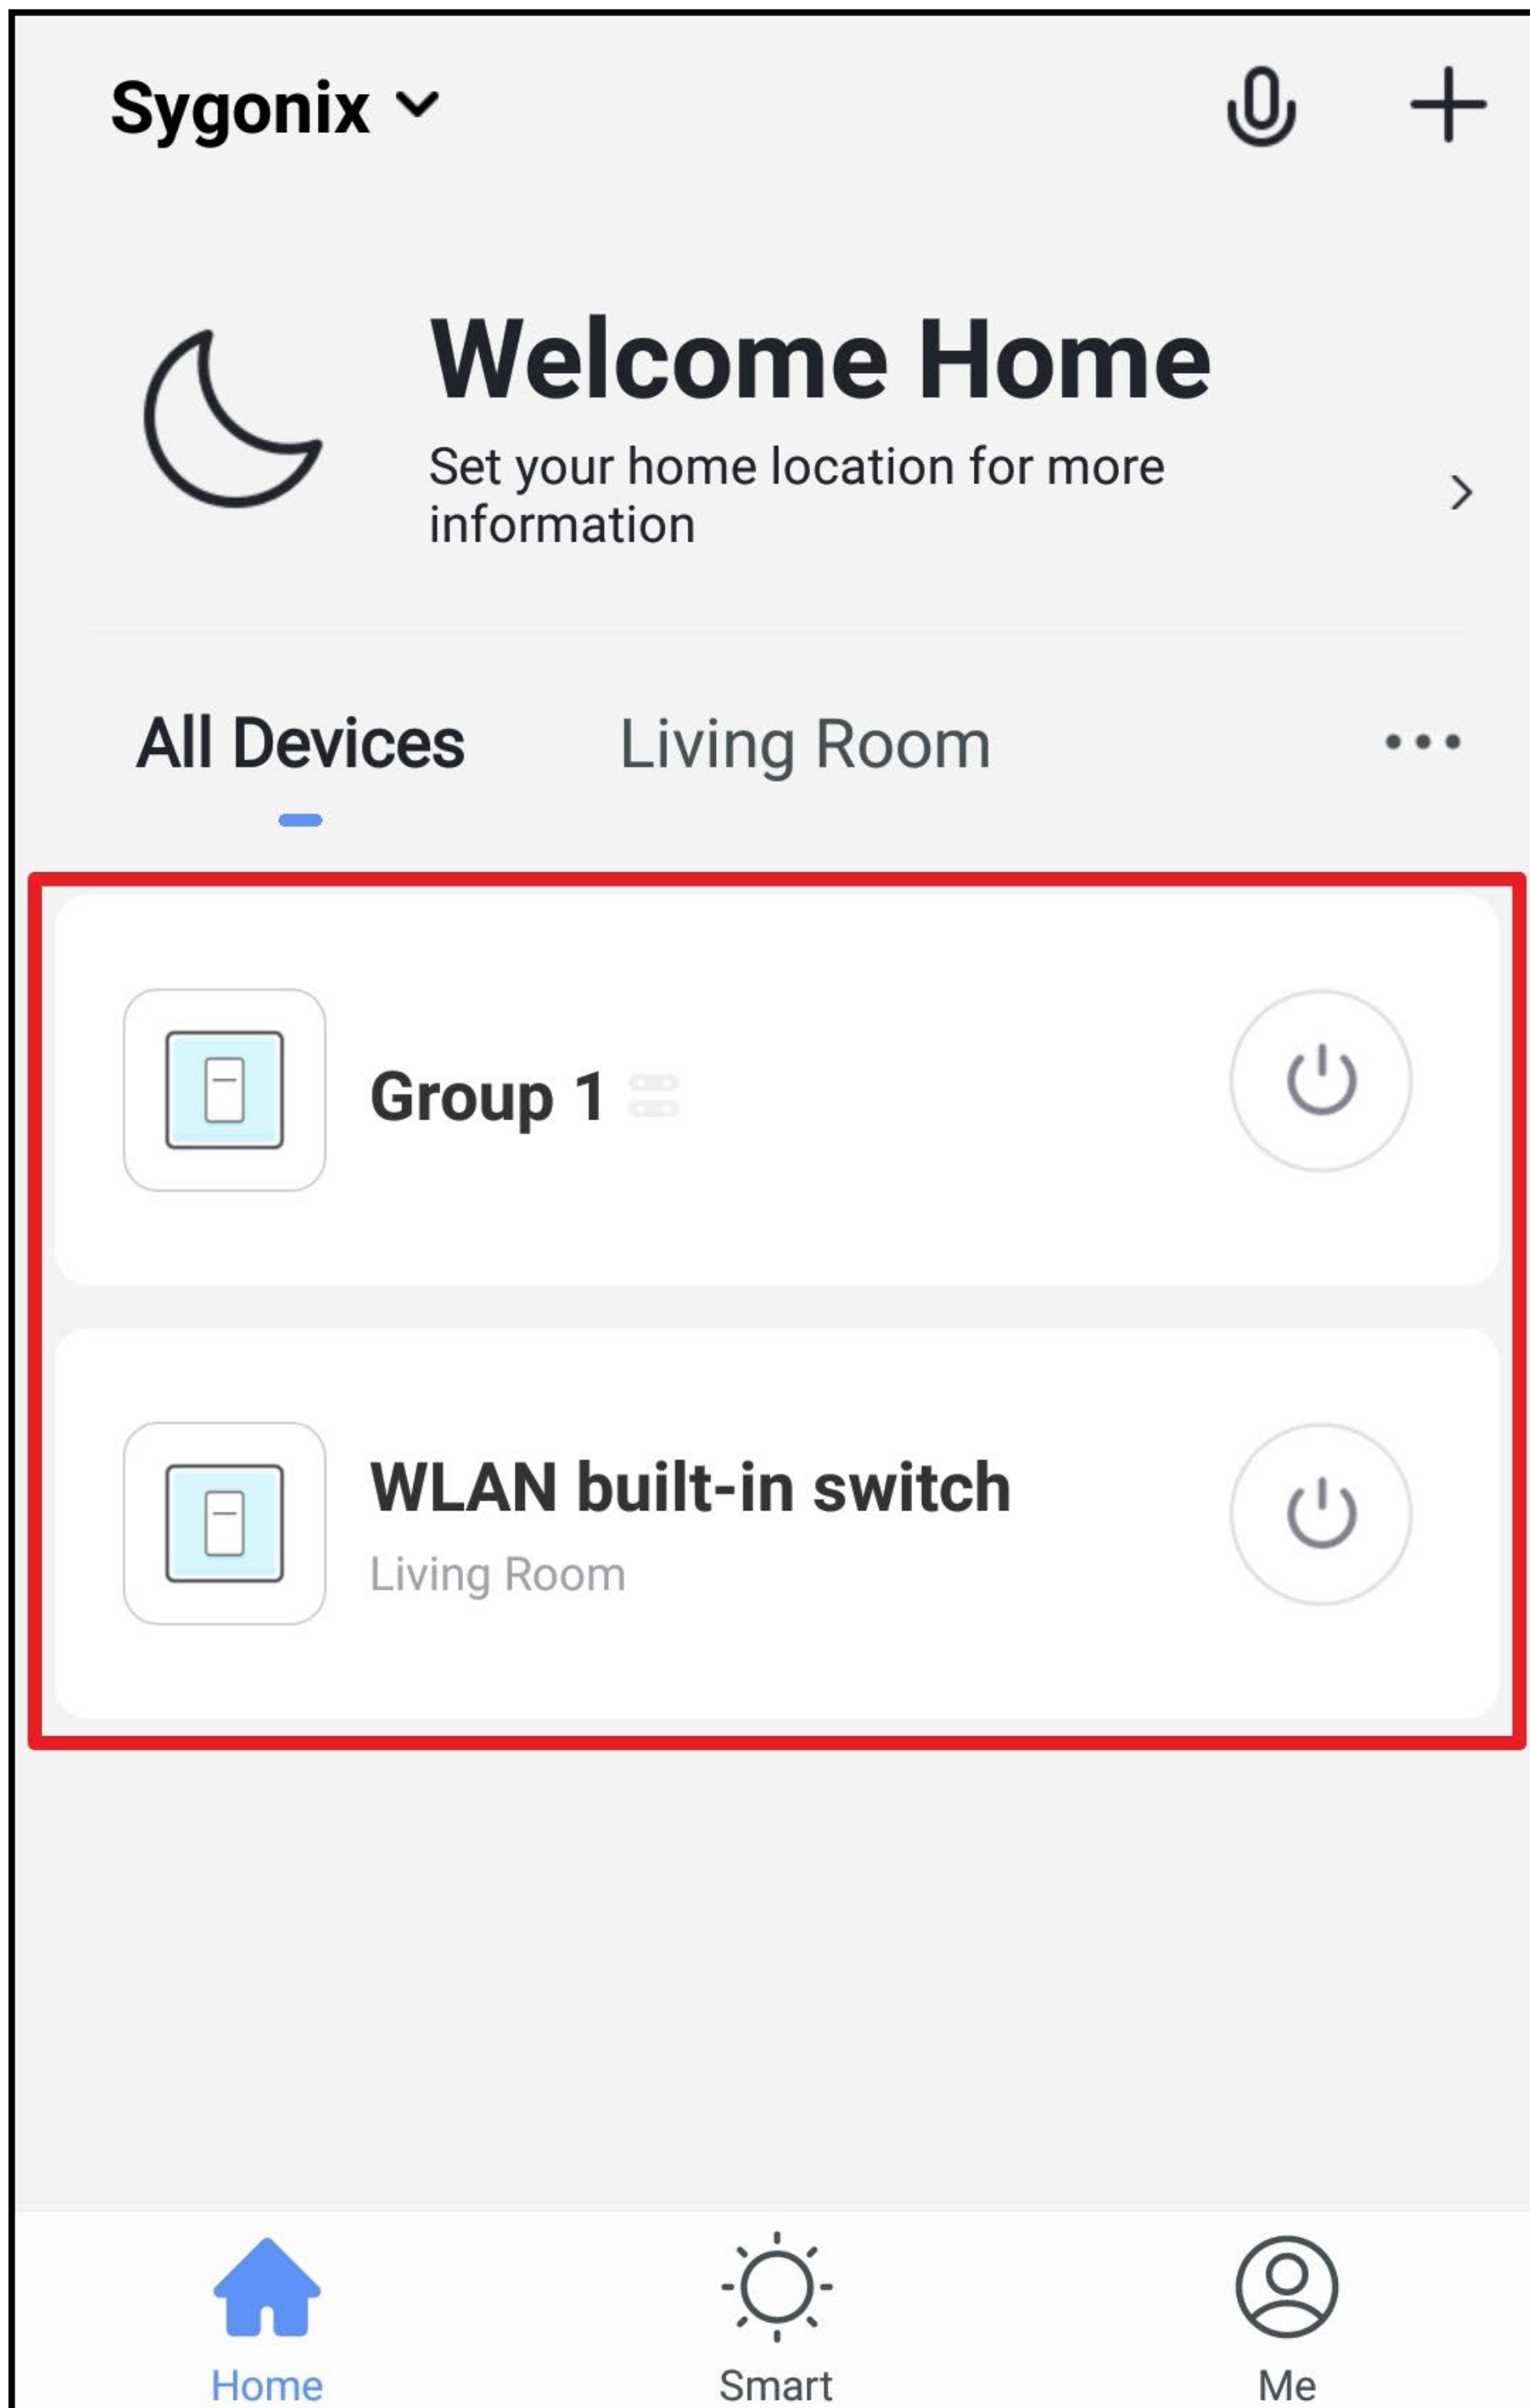 Sygonix
Welcome Home
Set your home location for more
information
All Devices
Living Room
Group 1
WLAN built-in switch
Living Room
Home
Smart
Me